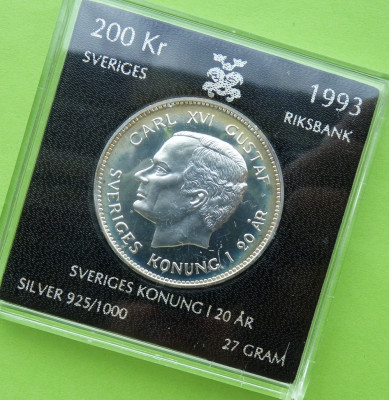 200 Kr
SVERIGES
1993
RIKSBANK
CARL XVI GUSTAF
SVERIGES KONUNG I 20 ÅR
SVERIGES KONUNG I 20 ÅR
SILVER 925/1000
27 GRAM